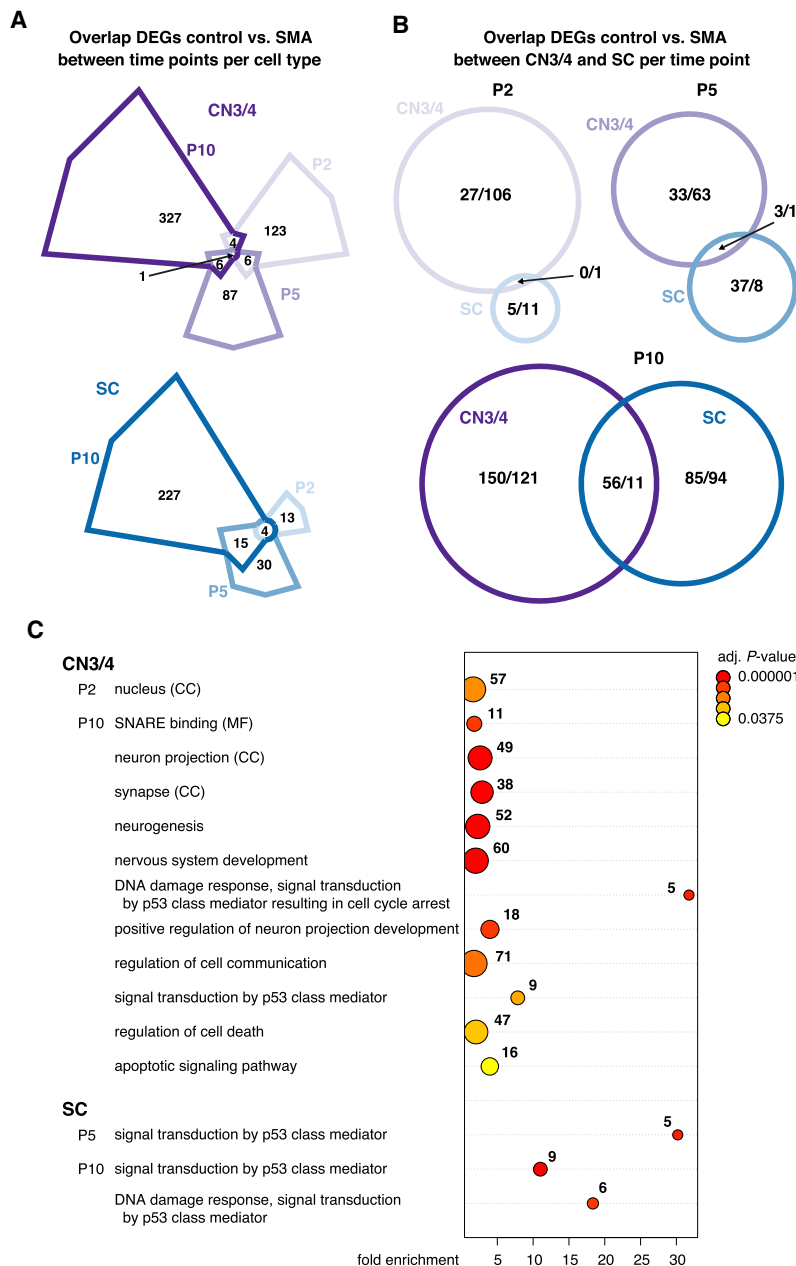 A
Overlap DEGs control vs. SMA
between time points per cell type
CN3/4
P10
P2
327
123
4
6
6
1
87
P5
SC
P10
P2
227
13
4
15
30
P5
B
Overlap DEGs control vs. SMA
between CN3/4 and SC per time point
P2
CN3/4
27/106
0/1
SC
5/11
P5
CN3/4
33/63
3/1
SC
37/8
P10
CN3/4
SC
150/121
56/11
85/94
C
CN3/4
P2 nucleus (CC) 57
P10 SNARE binding (MF) 11
neuron projection (CC) 49
synapse (CC) 38
neurogenesis 52
nervous system development 60
DNA damage response, signal transduction
by p53 class mediator resulting in cell cycle arrest 5
positive regulation of neuron projection development 18
regulation of cell communication 71
signal transduction by p53 class mediator 9
regulation of cell death 47
apoptotic signaling pathway 16
SC
P5 signal transduction by p53 class mediator 5
P10 signal transduction by p53 class mediator 9
DNA damage response, signal transduction 6
by p53 class mediator
fold enrichment 5 10 15 20 25 30
adj. P-value
0.000001
0.0375